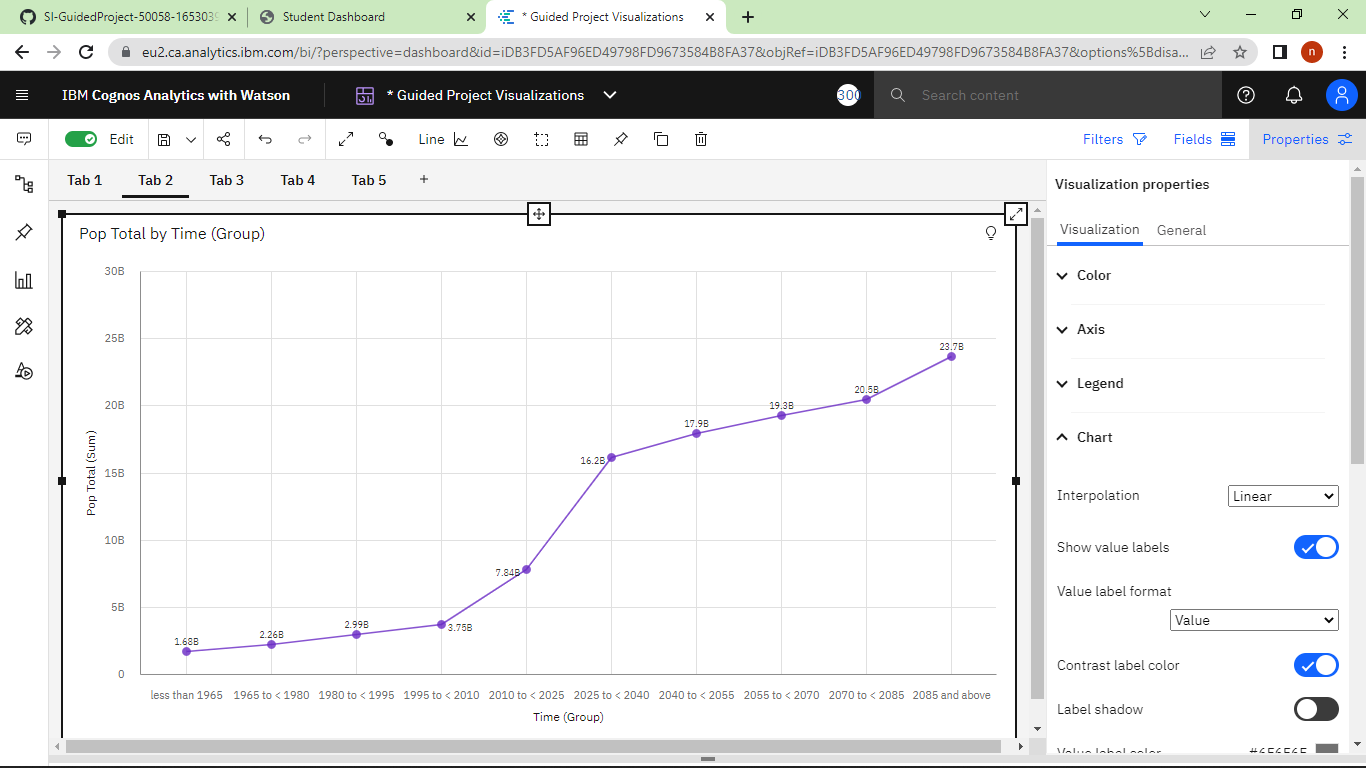 SI-GuidedProject-50058-1653039
Student Dashboard
* Guided Project Visualizations
eu2.ca.analytics.ibm.com/bi/?perspective=dashboard&id=iDB3FD5AF96ED49798FD9673584B8FA37&objRef=iDB3FD5AF96ED49798FD9673584B8FA37&options%5Bdisa...
n
IBM Cognos Analytics with Watson
* Guided Project Visualizations
300
Search content
Edit
Line
Filters
Fields
Properties
Tab 1
Tab 2
Tab 3
Tab 4
Tab 5
Pop Total by Time (Group)
30B
25B
20B
15B
10B
5B
0
Pop Total (Sum)
1.68B
2.26B
2.99B
3.75B
7.84B
16.2B
17.9B
19.3B
20.5B
23.7B
less than 1965
1965 to < 1980
1980 to < 1995
1995 to < 2010
2010 to < 2025
2025 to < 2040
2040 to < 2055
2055 to < 2070
2070 to < 2085
2085 and above
Time (Group)
Visualization properties
Visualization
General
Color
Axis
Legend
Chart
Interpolation
Linear
Show value labels
Value label format
Value
Contrast label color
Label shadow
Value label color
#6F6F6F